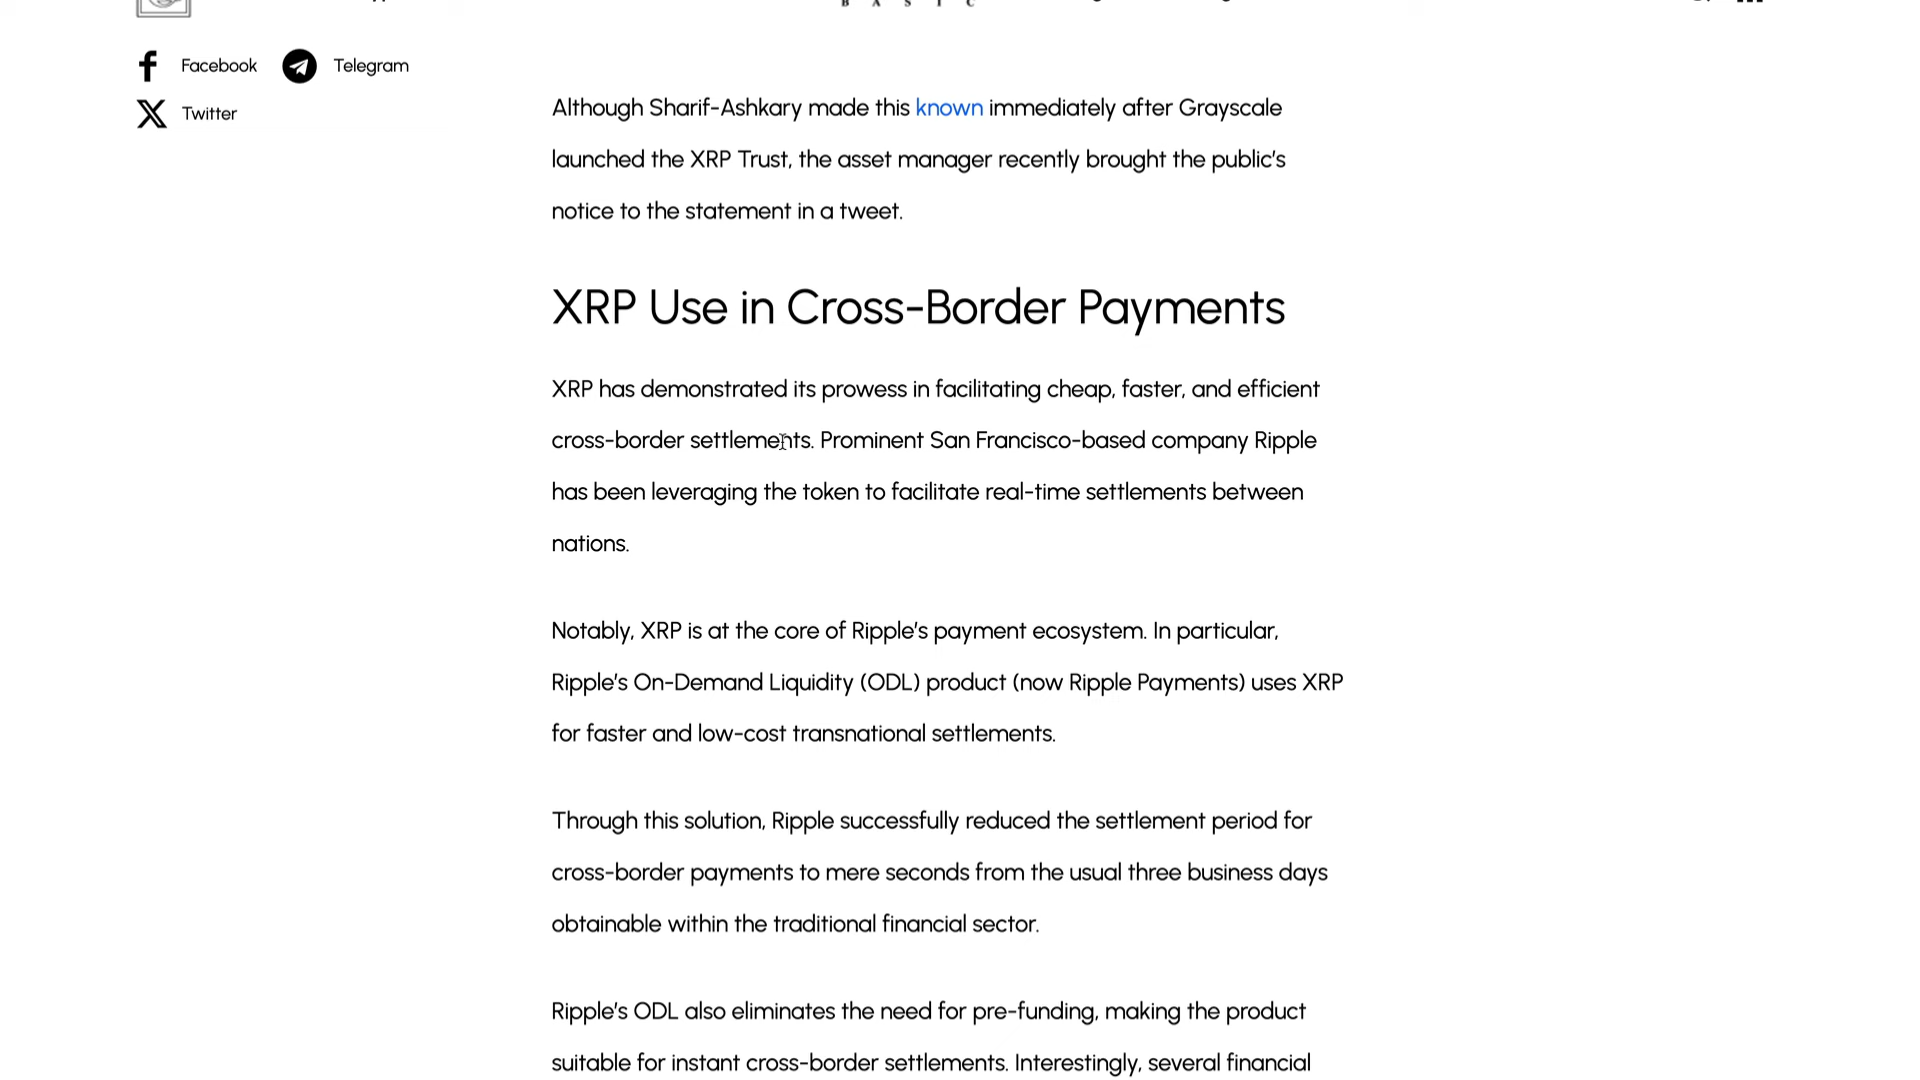 B A S I C
Facebook
Telegram
Twitter
Although Sharif-Ashkary made this known immediately after Grayscale
launched the XRP Trust, the asset manager recently brought the public's
notice to the statement in a tweet.
XRP Use in Cross-Border Payments
XRP has demonstrated its prowess in facilitating cheap, faster, and efficient
cross-border settlements. Prominent San Francisco-based company Ripple
has been leveraging the token to facilitate real-time settlements between
nations.
Notably, XRP is at the core of Ripple's payment ecosystem. In particular,
Ripple's On-Demand Liquidity (ODL) product (now Ripple Payments) uses XRP
for faster and low-cost transnational settlements.
Through this solution, Ripple successfully reduced the settlement period for
cross-border payments to mere seconds from the usual three business days
obtainable within the traditional financial sector.
Ripple's ODL also eliminates the need for pre-funding, making the product
suitable for instant cross-border settlements. Interestingly, several financial